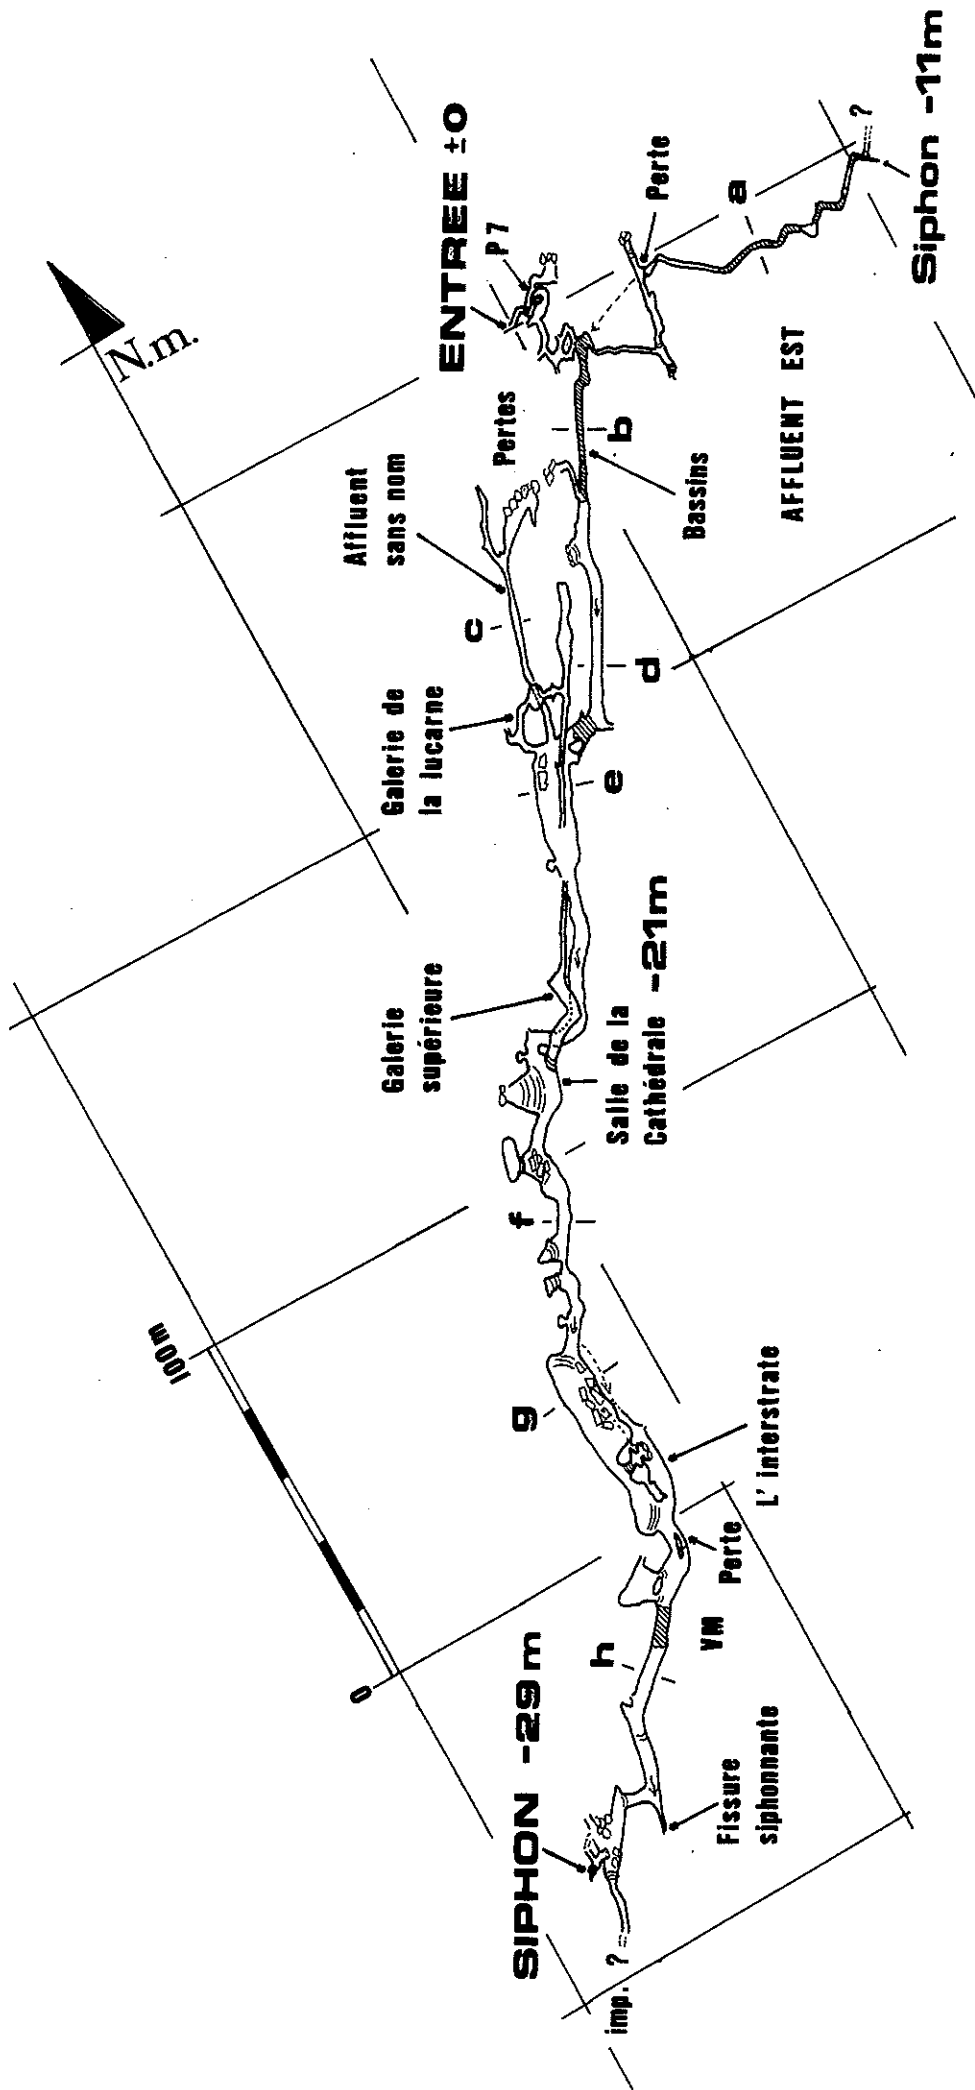 N.m.
ENTREE ±0
P7
Perte
a
?
Siphon -11m
AFFLUENT EST
Pertes
b
Bassins
Affluent
sans nom
c
d
Galerie de
la lucarne
e
Galerie
supérieure
Salle de la
Cathédrale -21m
f
g
100m
0
L'interstrate
Perte
VM
h
SIPHON -29m
Fissure
siphonnante
imp. ?